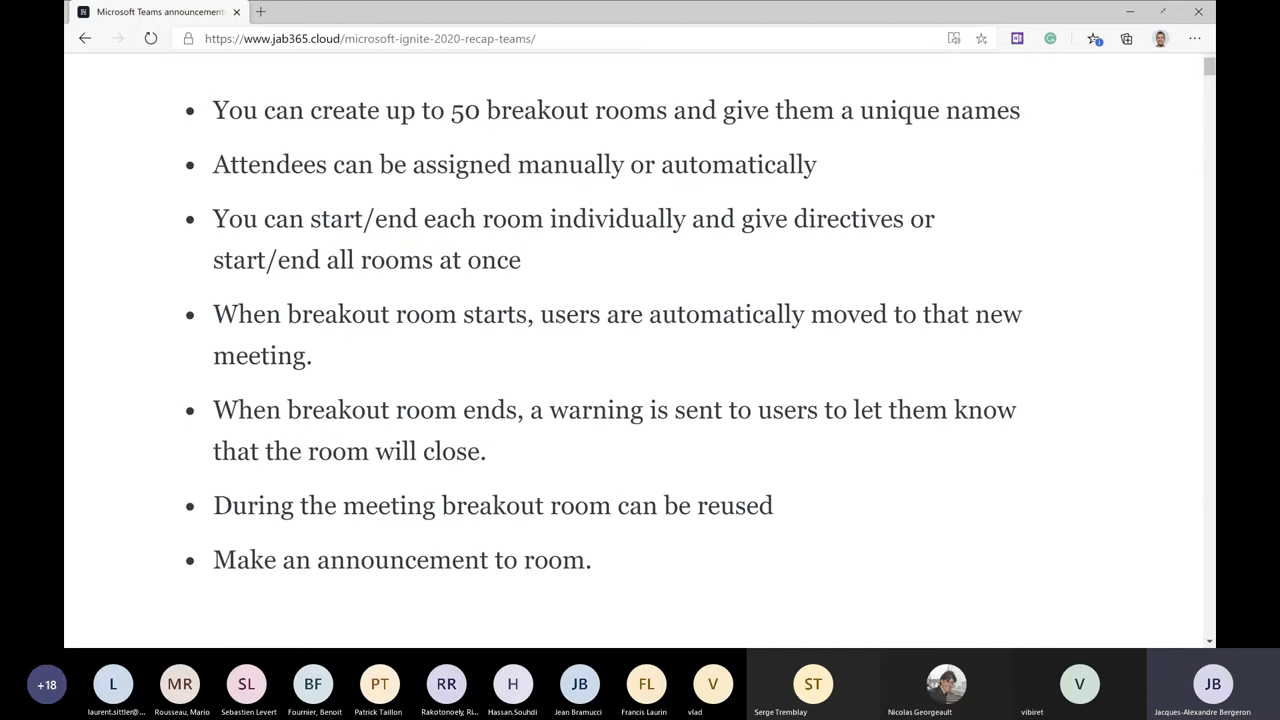 Microsoft Teams announcement
https://www.jab365.cloud/microsoft-ignite-2020-recap-teams/
• You can create up to 50 breakout rooms and give them a unique names
• Attendees can be assigned manually or automatically
• You can start/end each room individually and give directives or
start/end all rooms at once
• When breakout room starts, users are automatically moved to that new
meeting.
• When breakout room ends, a warning is sent to users to let them know
that the room will close.
• During the meeting breakout room can be reused
• Make an announcement to room.
+18 L MR SL BF PT RR H JB FL V ST V JB
laurent.sittler@... Rousseau, Mario Sebastien Levert Fournier, Benoit Patrick Taillon Rakotonoely, Ri... Hassan.Souhdi Jean Bramucci Francis Laurin vlad Serge Tremblay Nicolas Georgeault vibiret Jacques-Alexandre Bergeron